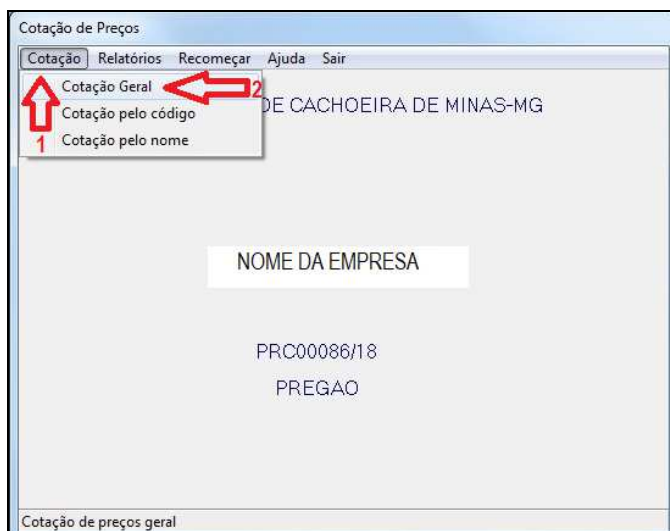 Cotação de Preços
Cotação Relatórios Recomeçar Ajuda Sair
Cotação Geral 2
DE CACHOEIRA DE MINAS-MG
Cotação pelo código
1 Cotação pelo nome
NOME DA EMPRESA
PRC00086/18
PREGAO
Cotação de preços geral